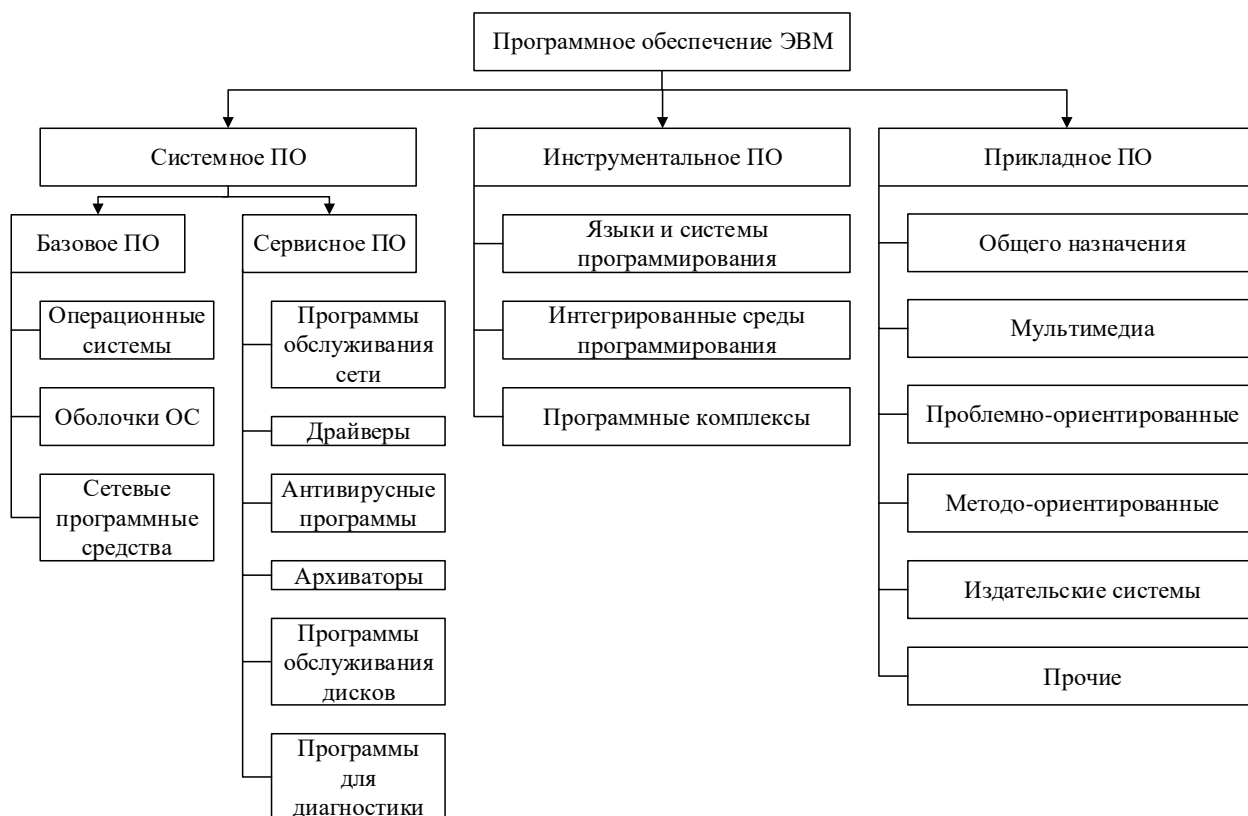 Программное обеспечение ЭВМ
Системное ПО
Инструментальное ПО
Прикладное ПО
Базовое ПО
Сервисное ПО
Операционные
системы
Оболочки ОС
Сетевые
программные
средства
Программы
обслуживания
сети
Драйверы
Антивирусные
программы
Архиваторы
Программы
обслуживания
дисков
Программы
для
диагностики
Языки и системы
программирования
Интегрированные среды
программирования
Программные комплексы
Общего назначения
Мультимедиа
Проблемно-ориентированные
Методо-ориентированные
Издательские системы
Прочие